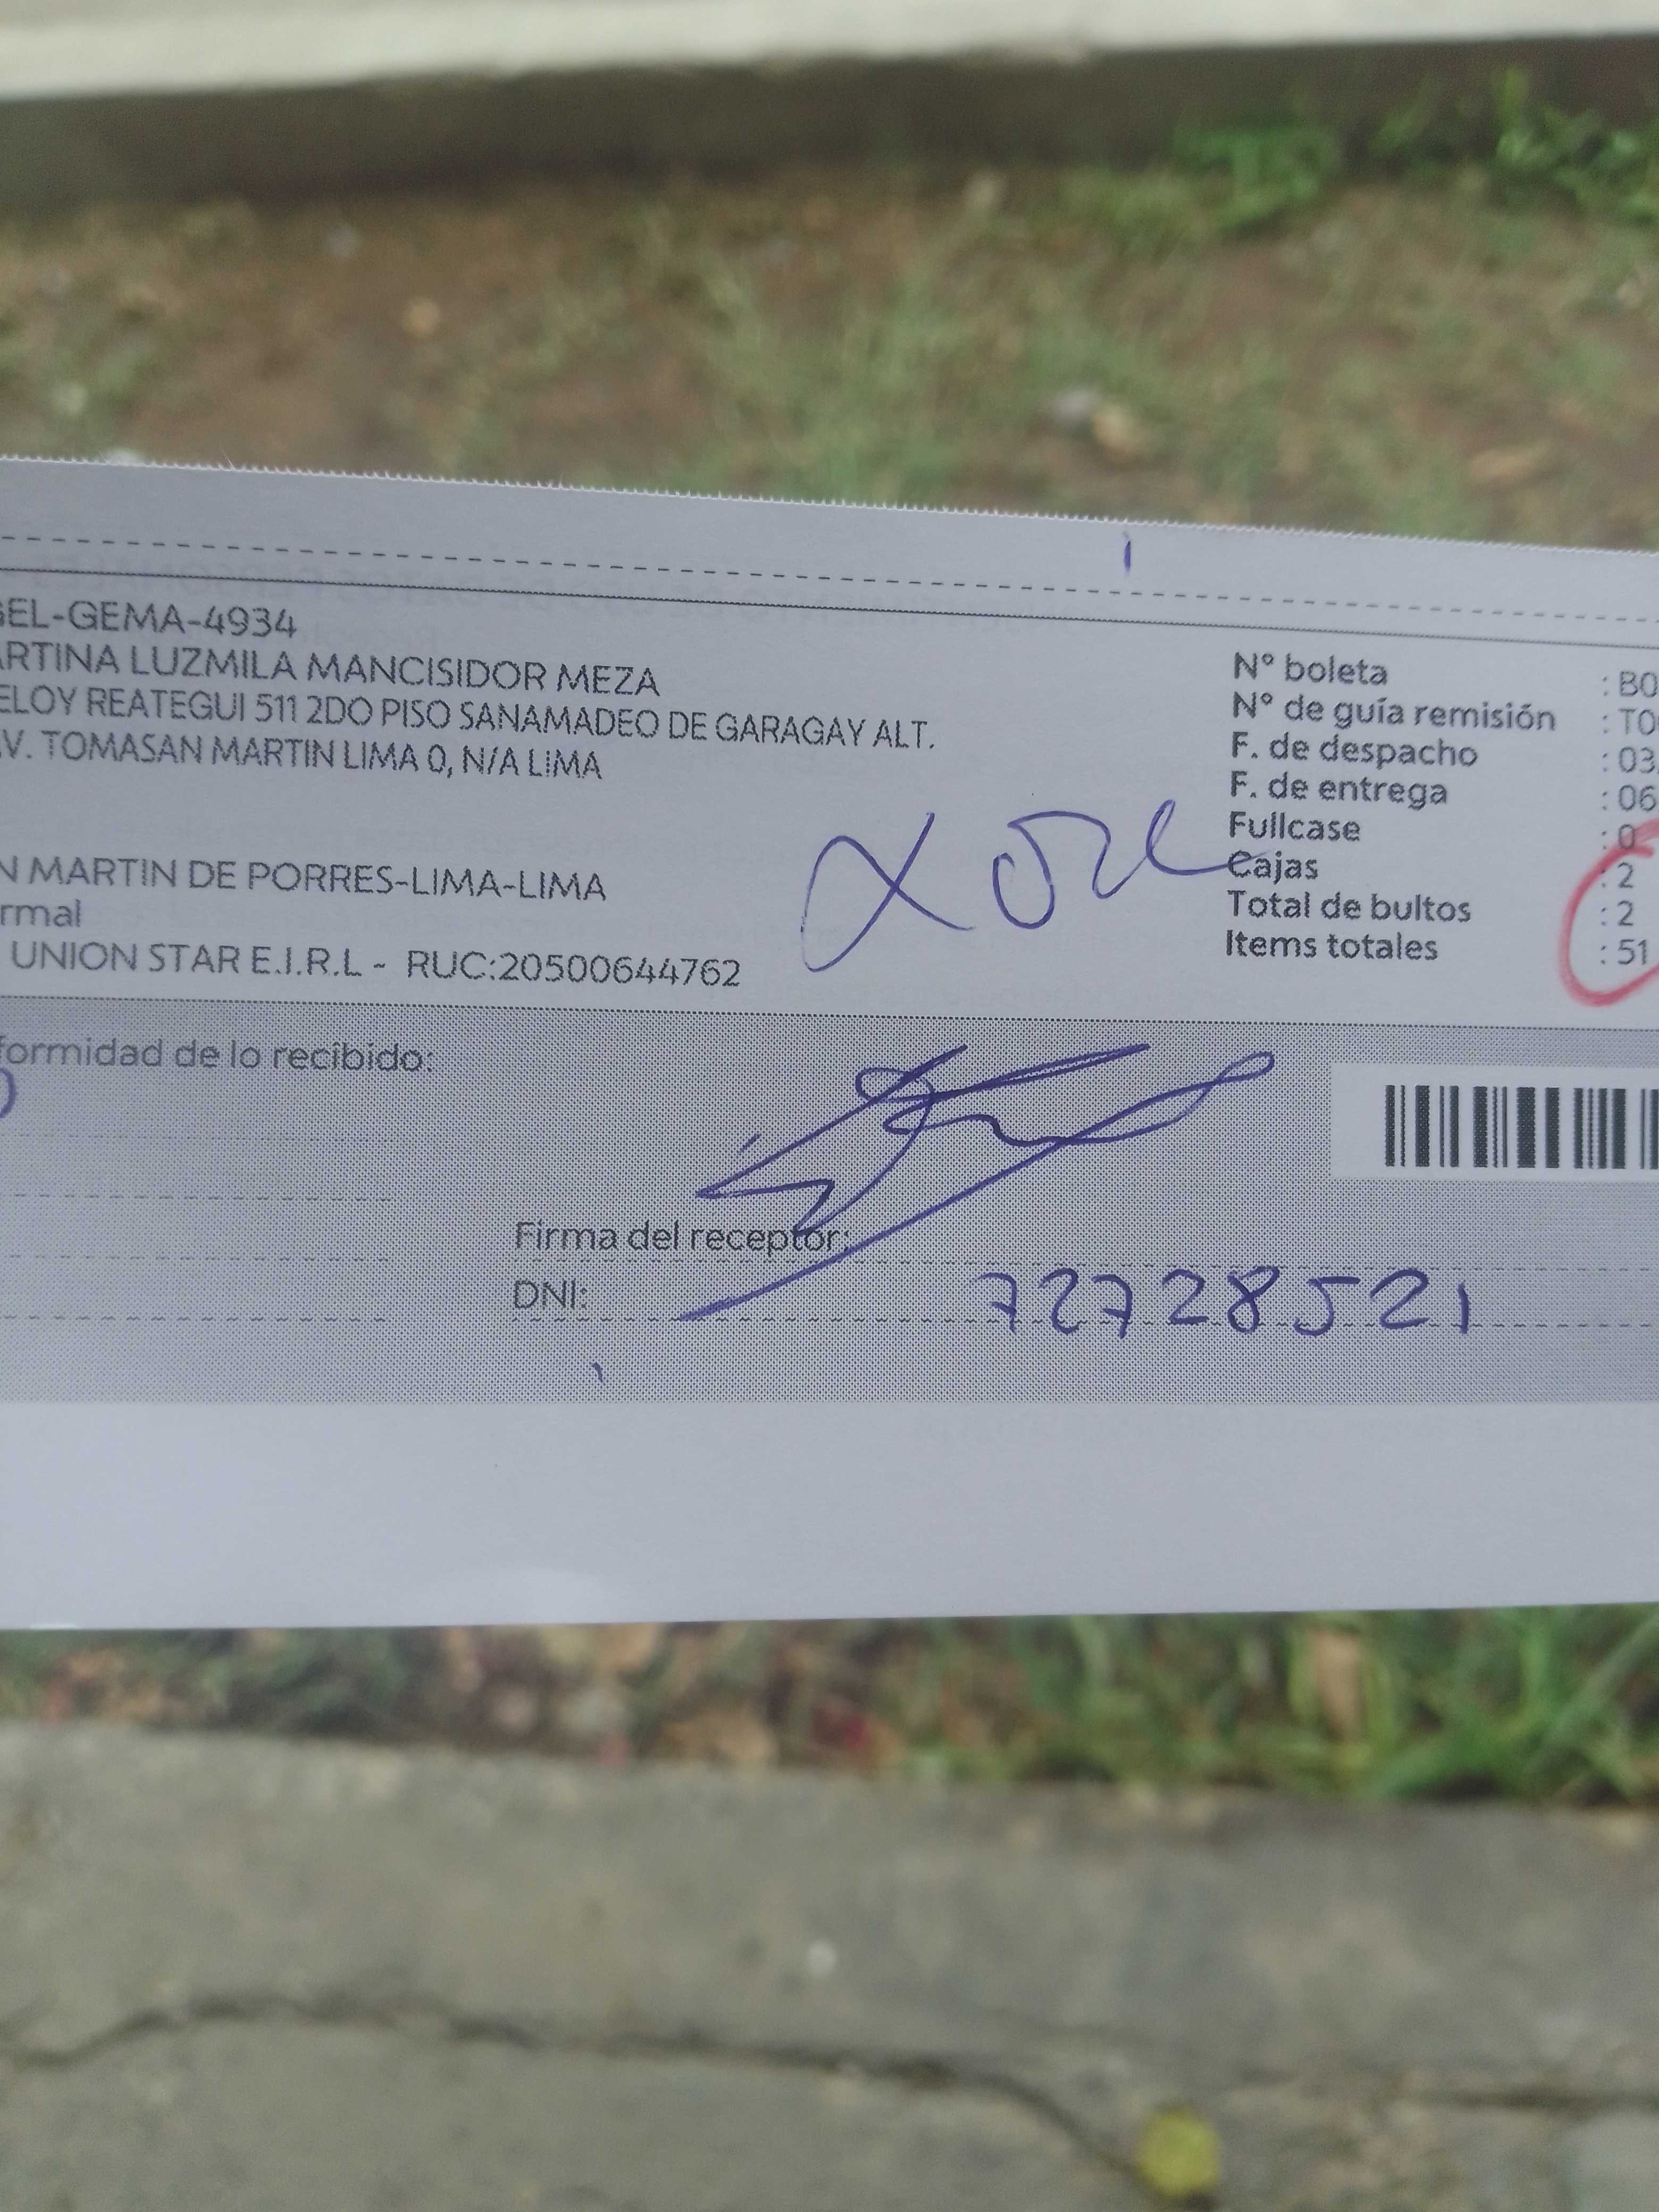 GEL-GEMA-4934
ARTINA LUZMILA MANCISIDOR MEZA
ELOY REATEGUI 511 2DO PISO SANAMADEO DE GARAGAY ALT.
V. TOMASAN MARTIN LIMA 0, N/A LIMA
N MARTIN DE PORRES-LIMA-LIMA
rmal
UNION STAR E.I.R.L - RUC:20500644762
N° boleta : B0
N° de guía remisión : T0
F. de despacho : 03
F. de entrega : 06
Fullcase : 0
Cajas : 2
Total de bultos : 2
Items totales : 51
formidad de lo recibido:
Firma del receptor:
DNI: 72728521